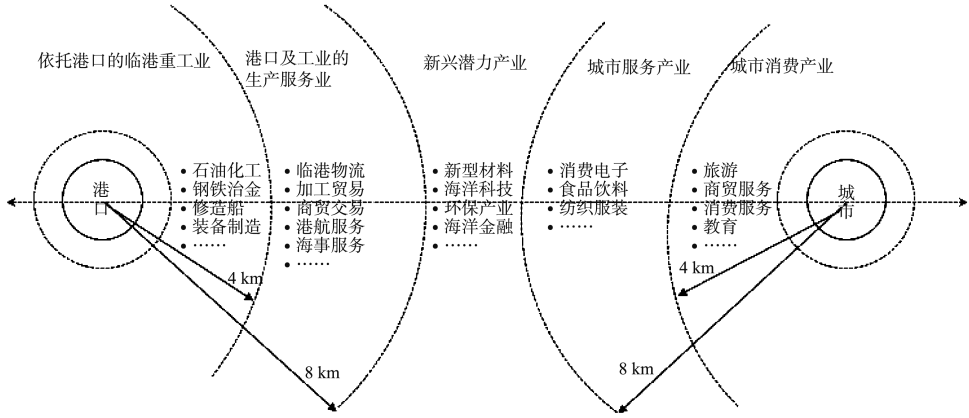 依托港口的临港重工业
港口及工业的
生产服务业
新兴潜力产业
城市服务产业
城市消费产业
港
口
• 石油化工
• 钢铁冶金
• 修造船
• 装备制造
• ……
• 临港物流
• 加工贸易
• 商贸交易
• 港航服务
• 海事服务
• ……
• 新型材料
• 海洋科技
• 环保产业
• 海洋金融
• ……
• 消费电子
• 食品饮料
• 纺织服装
• ……
• 旅游
• 商贸服务
• 消费服务
• 教育
• ……
城
市
4 km
8 km
4 km
8 km